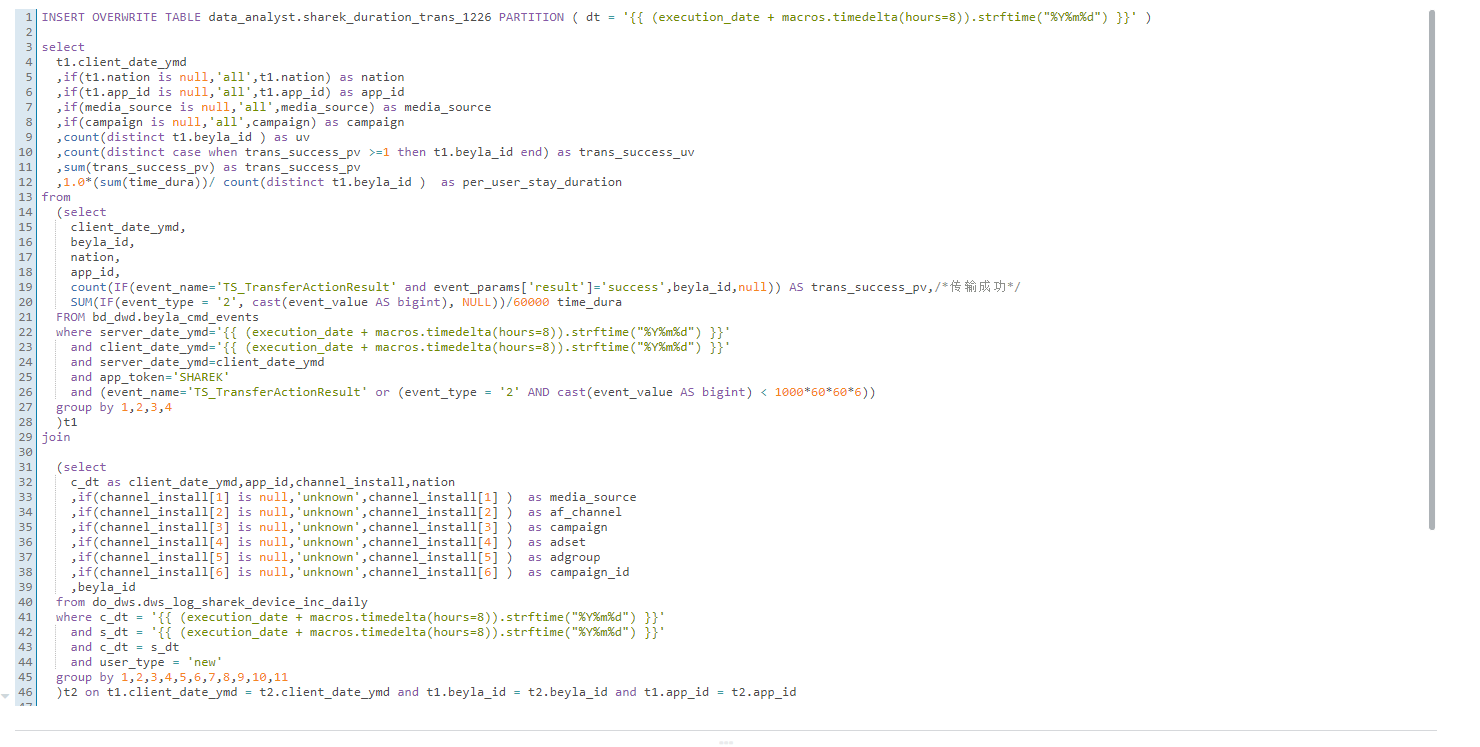 1 INSERT OVERWRITE TABLE data_analyst.sharek_duration_trans_1226 PARTITION ( dt = '{{ (execution_date + macros.timedelta(hours=8)).strftime("%Y%m%d") }}' )
2
3 select
4 t1.client_date_ymd
5 ,if(t1.nation is null,'all',t1.nation) as nation
6 ,if(t1.app_id is null,'all',t1.app_id) as app_id
7 ,if(media_source is null,'all',media_source) as media_source
8 ,if(campaign is null,'all',campaign) as campaign
9 ,count(distinct t1.beyla_id ) as uv
10 ,count(distinct case when trans_success_pv >=1 then t1.beyla_id end) as trans_success_uv
11 ,sum(trans_success_pv) as trans_success_pv
12 ,1.0*(sum(time_dura))/ count(distinct t1.beyla_id )  as per_user_stay_duration
13 from
14 (select
15 client_date_ymd,
16 beyla_id,
17 nation,
18 app_id,
19 count(IF(event_name='TS_TransferActionResult' and event_params['result']='success',beyla_id,null)) AS trans_success_pv,/*传输成功*/
20 SUM(IF(event_type = '2', cast(event_value AS bigint), NULL))/60000 time_dura
21 FROM bd_dwd.beyla_cmd_events
22 where server_date_ymd='{{ (execution_date + macros.timedelta(hours=8)).strftime("%Y%m%d") }}'
23 and client_date_ymd='{{ (execution_date + macros.timedelta(hours=8)).strftime("%Y%m%d") }}'
24 and server_date_ymd=client_date_ymd
25 and app_token='SHAREK'
26 and (event_name='TS_TransferActionResult' or (event_type = '2' AND cast(event_value AS bigint) < 1000*60*60*6))
27 group by 1,2,3,4
28 )t1
29 join
30
31 (select
32 c_dt as client_date_ymd,app_id,channel_install,nation
33 ,if(channel_install[1] is null,'unknown',channel_install[1] )  as media_source
34 ,if(channel_install[2] is null,'unknown',channel_install[2] )  as af_channel
35 ,if(channel_install[3] is null,'unknown',channel_install[3] )  as campaign
36 ,if(channel_install[4] is null,'unknown',channel_install[4] )  as adset
37 ,if(channel_install[5] is null,'unknown',channel_install[5] )  as adgroup
38 ,if(channel_install[6] is null,'unknown',channel_install[6] )  as campaign_id
39 ,beyla_id
40 from do_dws.dws_log_sharek_device_inc_daily
41 where c_dt = '{{ (execution_date + macros.timedelta(hours=8)).strftime("%Y%m%d") }}'
42 and s_dt = '{{ (execution_date + macros.timedelta(hours=8)).strftime("%Y%m%d") }}'
43 and c_dt = s_dt
44 and user_type = 'new'
45 group by 1,2,3,4,5,6,7,8,9,10,11
46 )t2 on t1.client_date_ymd = t2.client_date_ymd and t1.beyla_id = t2.beyla_id and t1.app_id = t2.app_id